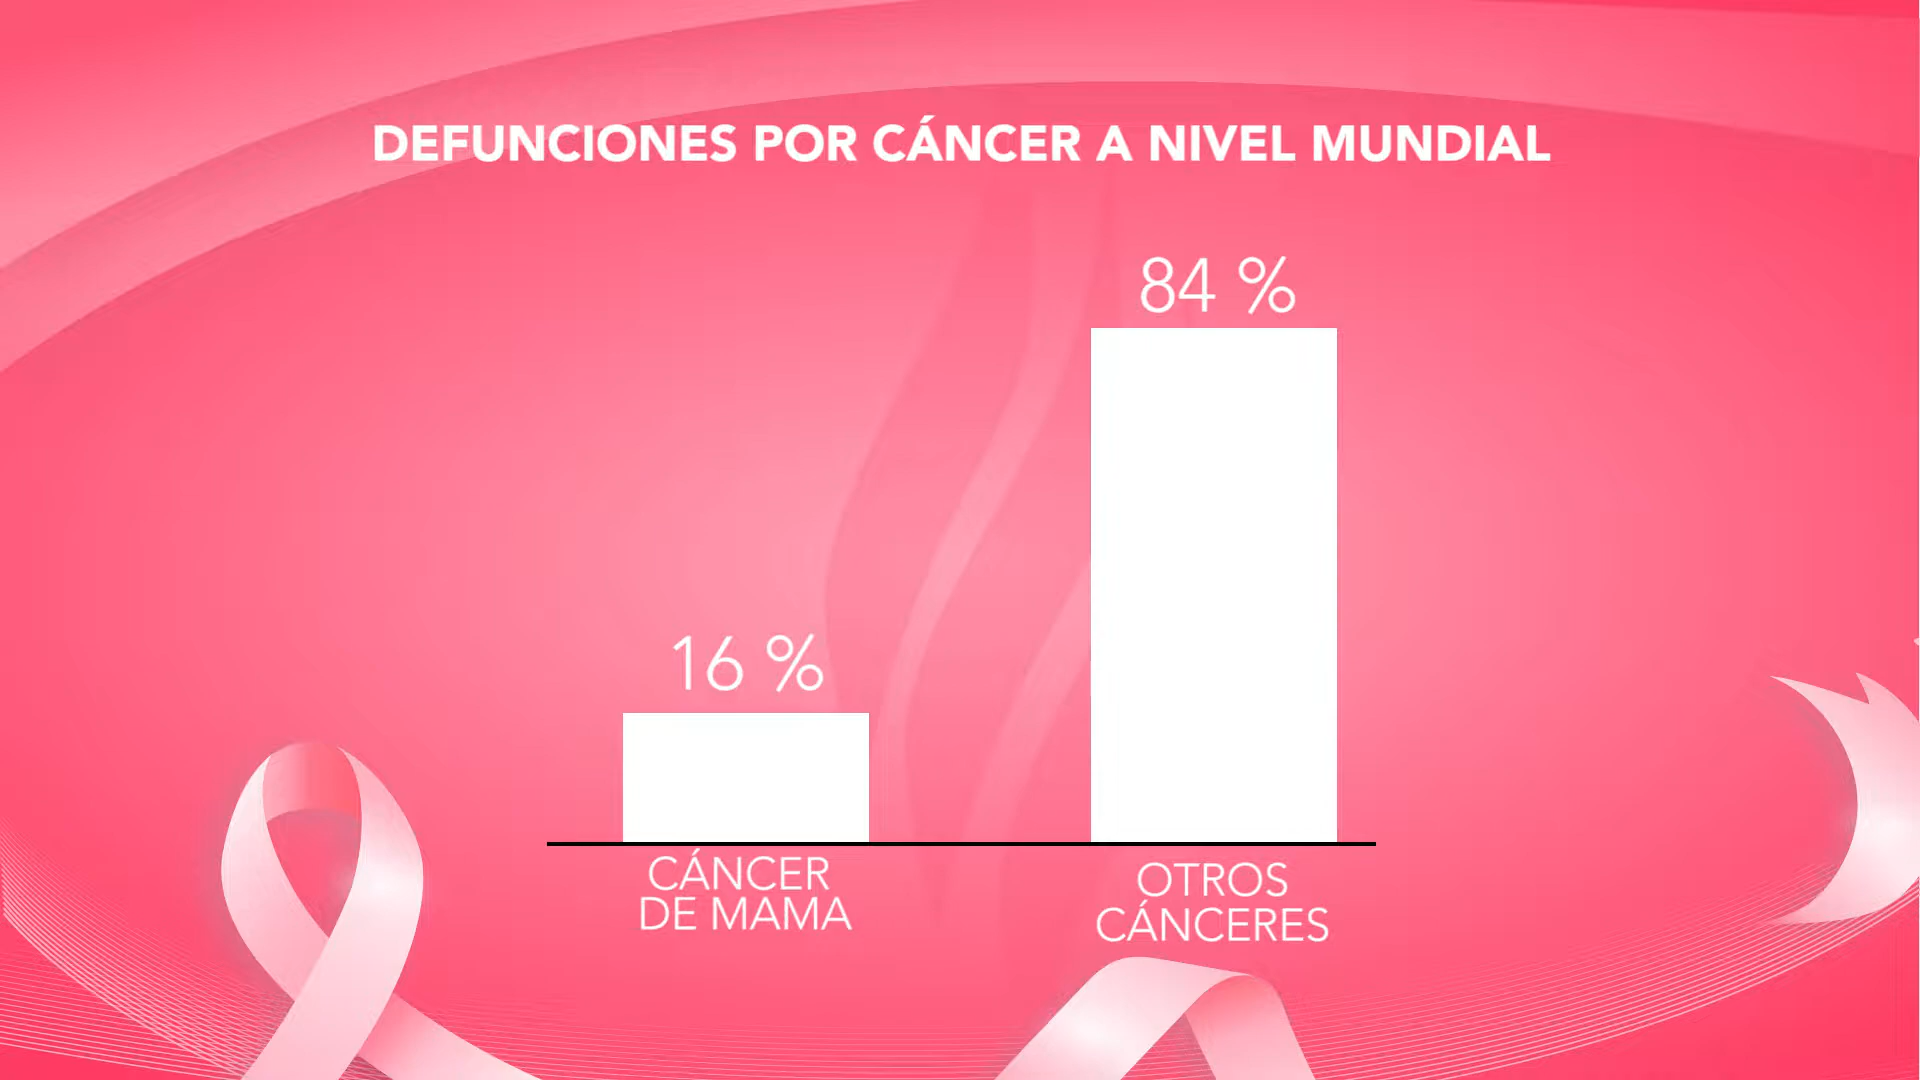 DEFUNCIONES POR CÁNCER A NIVEL MUNDIAL
84 %
16 %
CÁNCER
DE MAMA
OTROS
CÁNCERES